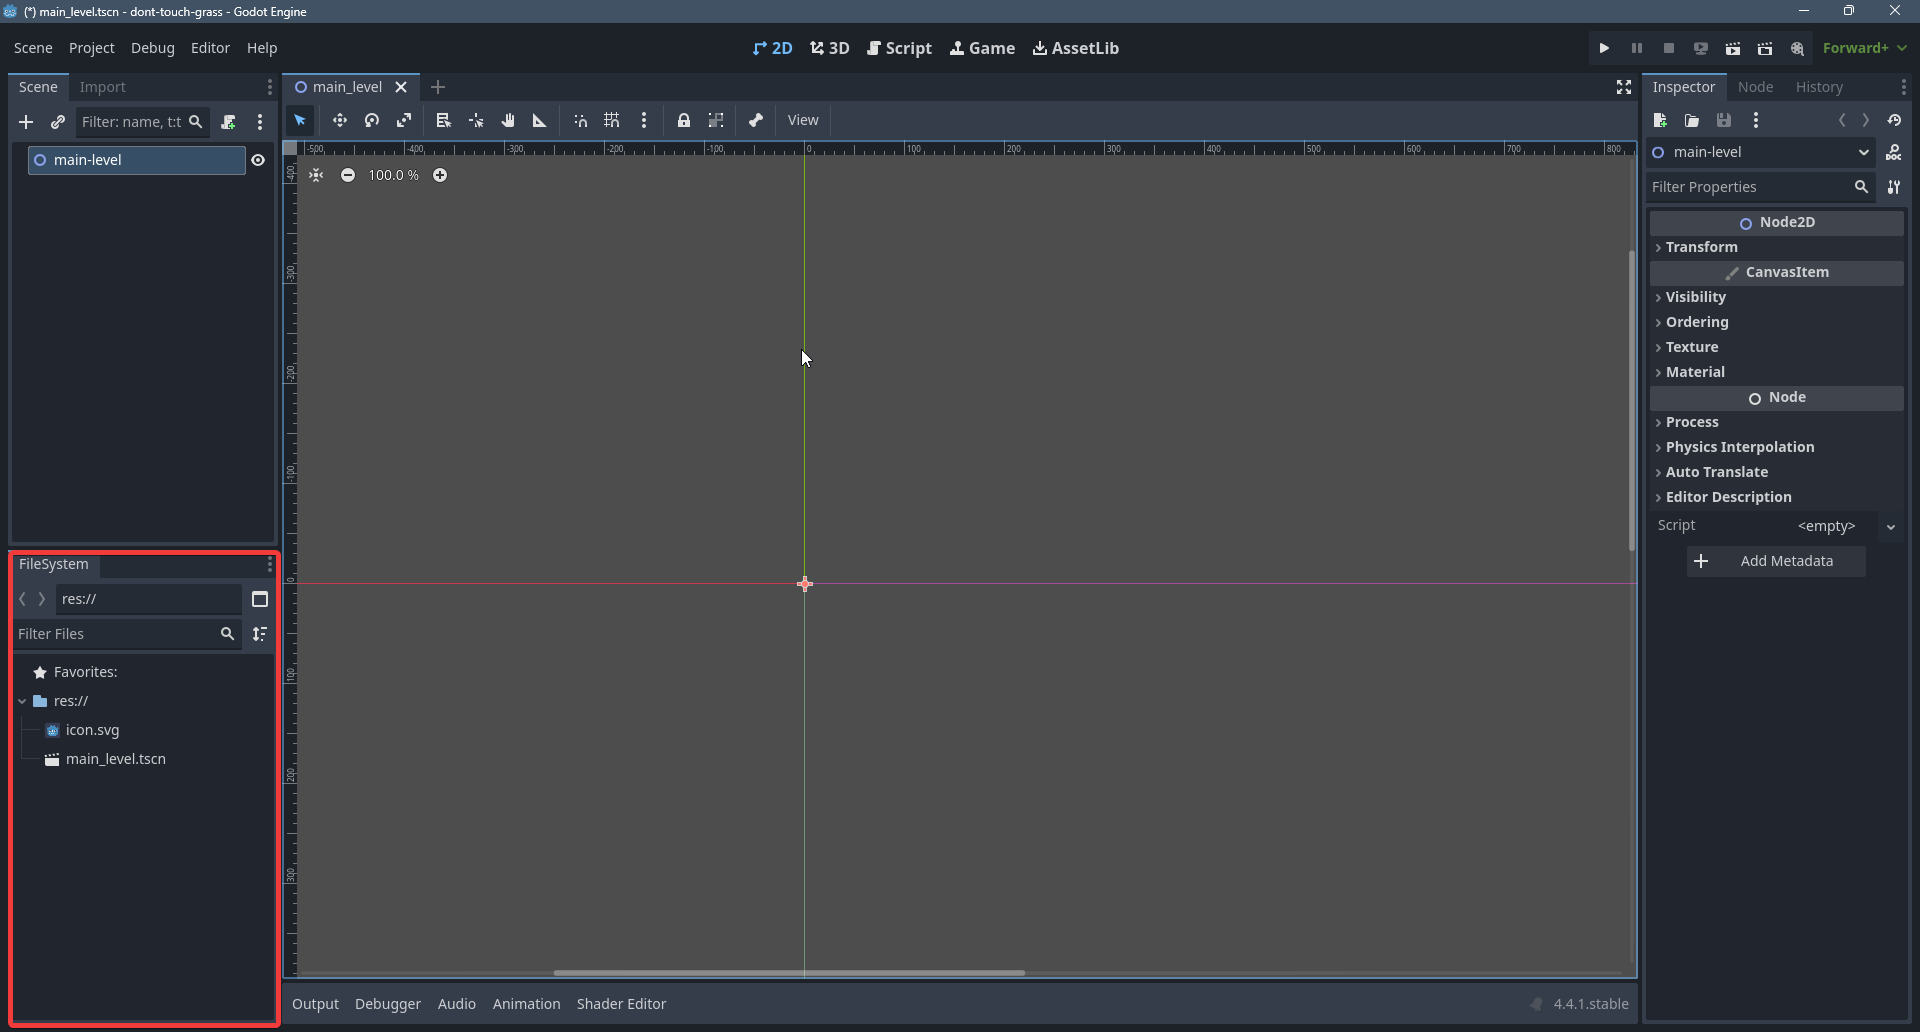 (*) main_level.tscn - dont-touch-grass - Godot Engine
Scene Project Debug Editor Help
2D 3D Script Game AssetLib
Forward+
Scene Import
main_level
Inspector Node History
Filter: name, t:t
View
main-level
-500 -400 -300 -200 -100 0 100 200 300 400 500 600 700 800
100.0 %
-400
-300
-200
-100
0
100
200
300
main-level
DOC
Filter Properties
Node2D
Transform
CanvasItem
Visibility
Ordering
Texture
Material
Node
Process
Physics Interpolation
Auto Translate
Editor Description
Script <empty>
Add Metadata
FileSystem
res://
Filter Files
Favorites:
res://
icon.svg
main_level.tscn
Output Debugger Audio Animation Shader Editor
4.4.1.stable